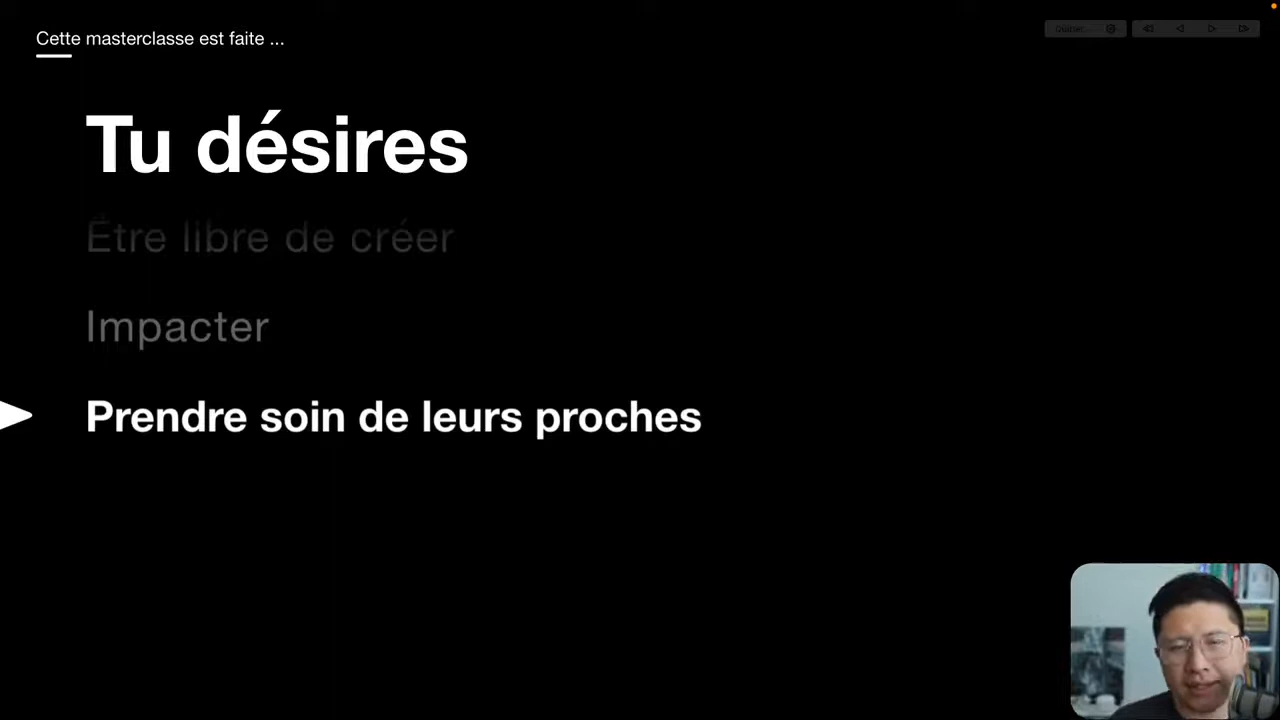 Cette masterclasse est faite ...
Tu désires
Être libre de créer
Impacter
Prendre soin de leurs proches